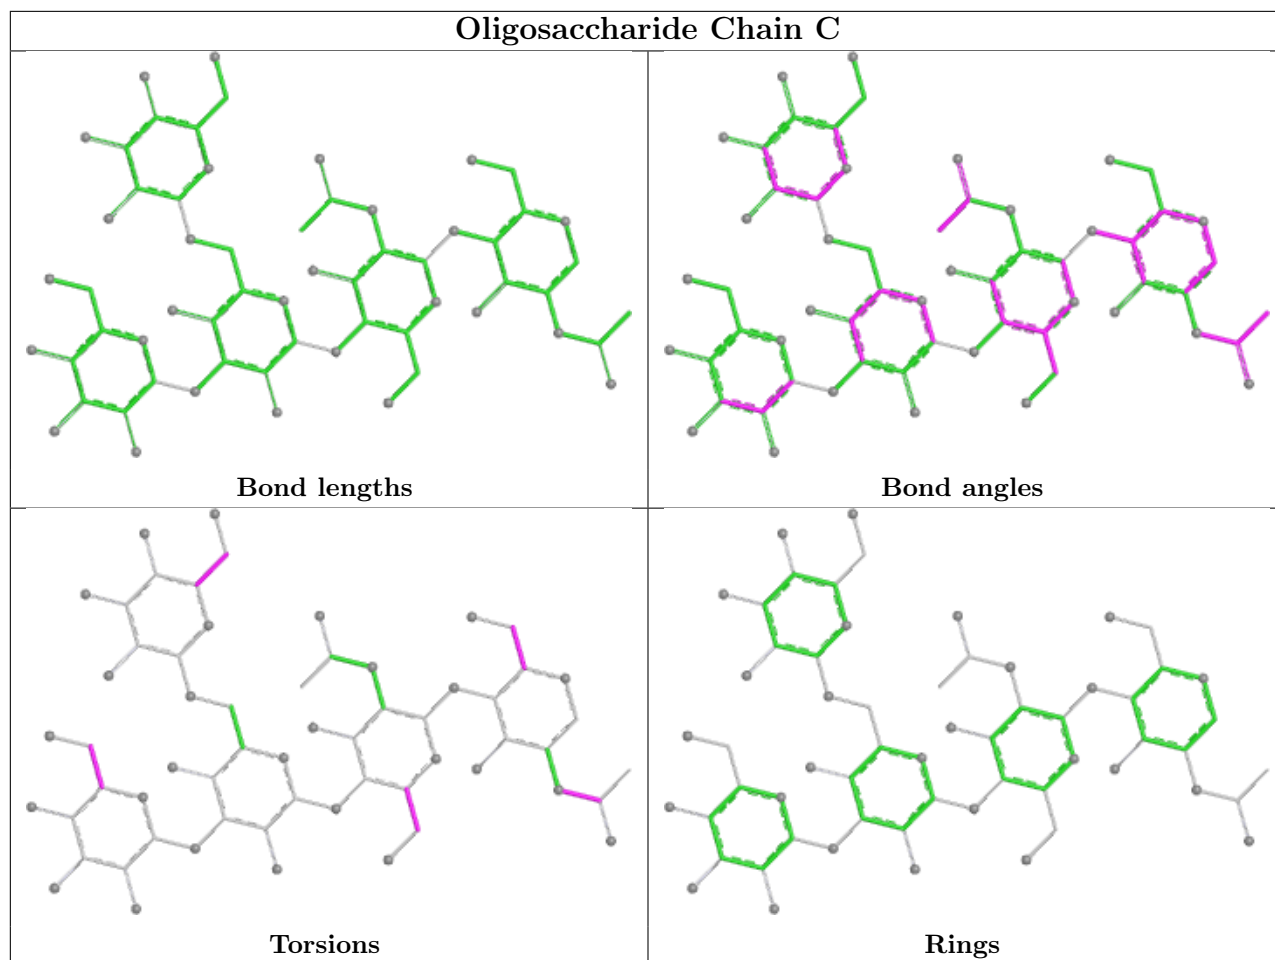 Oligosaccharide Chain C
Bond lengths
Bond angles
Torsions
Rings